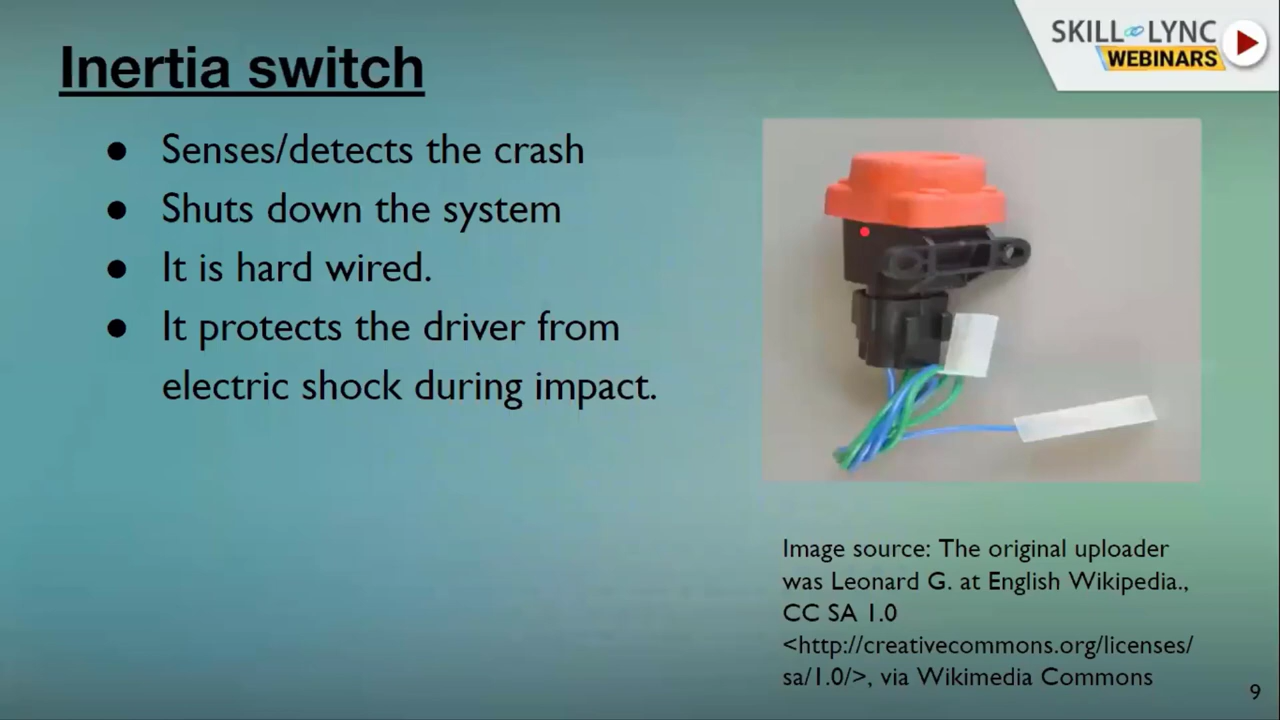 Inertia switch
SKILL LYNC
WEBINARS
● Senses/detects the crash
● Shuts down the system
● It is hard wired.
● It protects the driver from
electric shock during impact.
Image source: The original uploader
was Leonard G. at English Wikipedia.,
CC SA 1.0
<http://creativecommons.org/licenses/
sa/1.0/>, via Wikimedia Commons
9